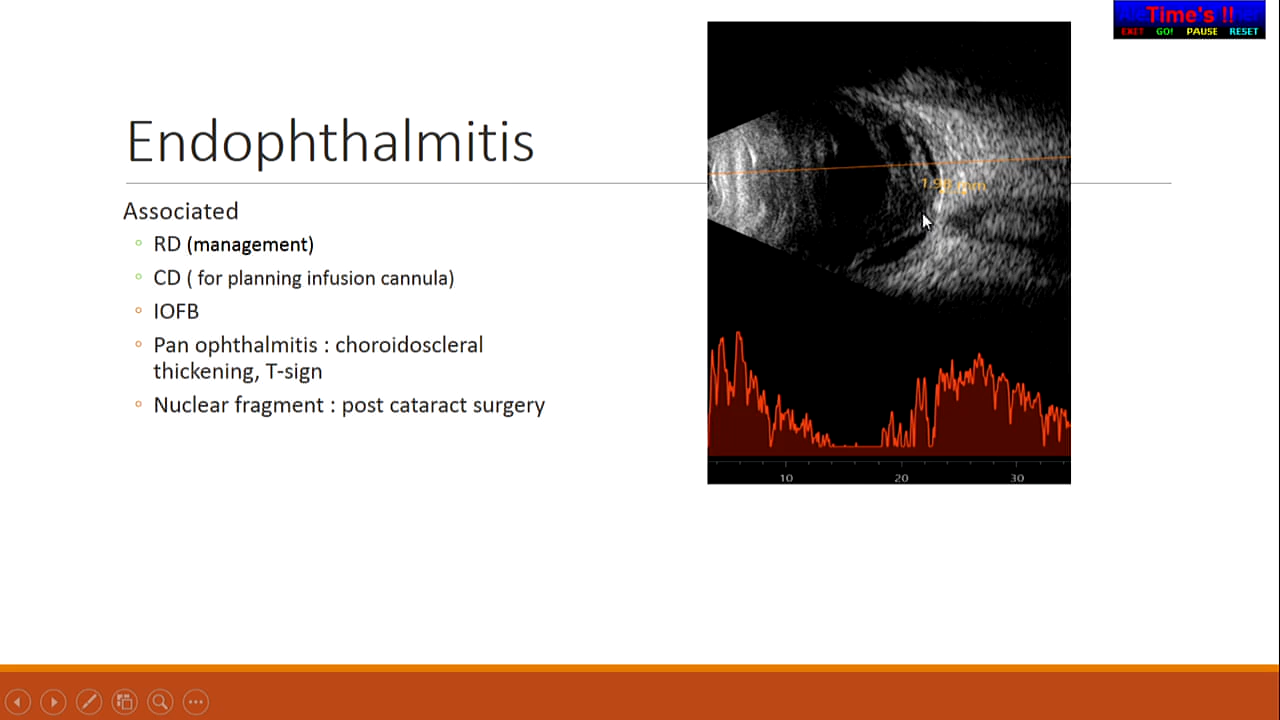 Time's !!
EXIT GO! PAUSE RESET
Endophthalmitis
Associated
RD (management)
CD ( for planning infusion cannula)
IOFB
Pan ophthalmitis : choroidoscleral
thickening, T-sign
Nuclear fragment : post cataract surgery
10 20 30